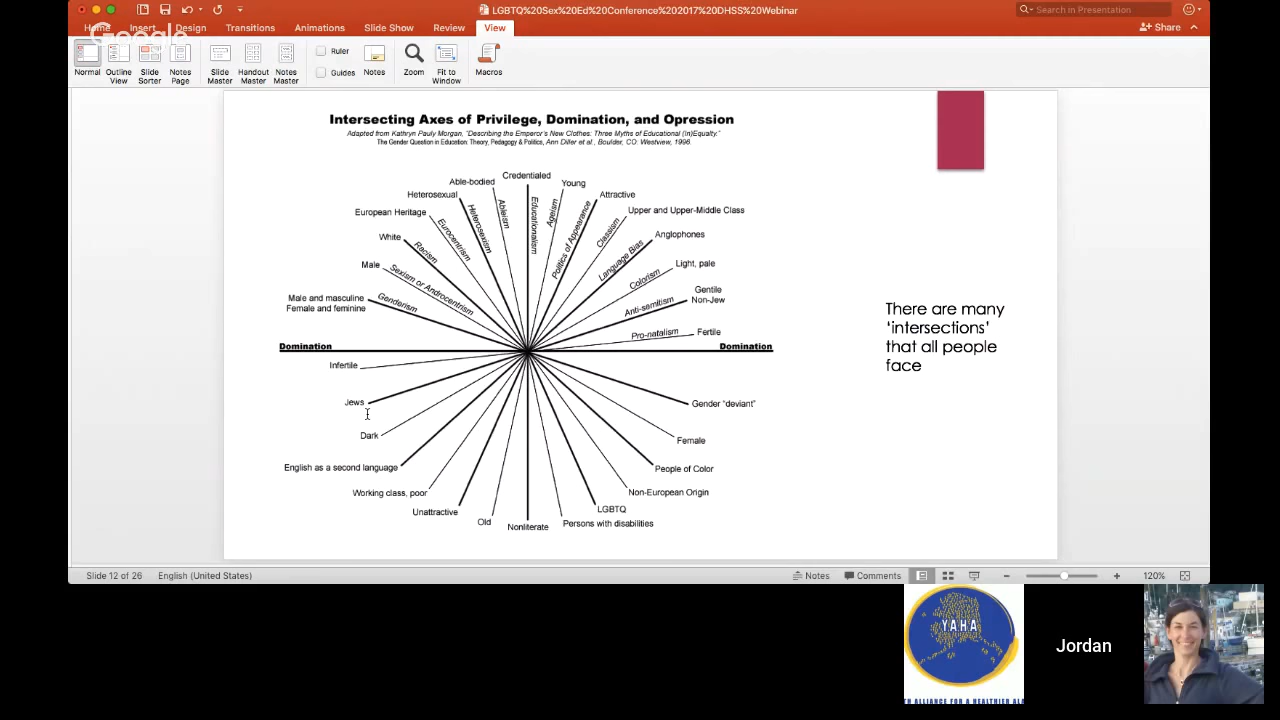 LGBTQ%20Sex%20Ed%20Conference%202017%20DHSS%20Webinar
Search in Presentation
Home Insert Design Transitions Animations Slide Show Review View
Share
Google
Normal
Outline View
Slide Sorter
Notes Page
Slide Master
Handout Master
Notes Master
Ruler
Guides
Notes
Zoom
Fit to Window
Macros
Intersecting Axes of Privilege, Domination, and Opression
Adapted from Kathryn Pauly Morgan, "Describing the Emperor's New Clothes: Three Myths of Educational (In)Equalty."
The Gender Question in Education: Theory, Pedagogy & Politics, Ann Diller et al., Boulder, CO: Westview, 1996.
Credentialed
Able-bodied
Young
Heterosexual
Attractive
European Heritage
Upper and Upper-Middle Class
White
Anglophones
Male
Light, pale
Male and masculine
Female and feminine
Gentile
Non-Jew
Fertile
Genderism
Sexism or Androcentrism
Racism
Eurocentrism
Heterosexism
Ableism
Educationalism
Ageism
Politics of Appearance
Classism
Language Bias
Colorism
Anti-semitism
Pro-natalism
Domination
Domination
Infertile
Jews
Dark
English as a second language
Working class, poor
Unattractive
Old
Nonliterate
Persons with disabilities
LGBTQ
Non-European Origin
People of Color
Female
Gender "deviant"
There are many
'intersections'
that all people
face
Slide 12 of 26 English (United States)
Notes Comments 120%
YAHA
Jordan